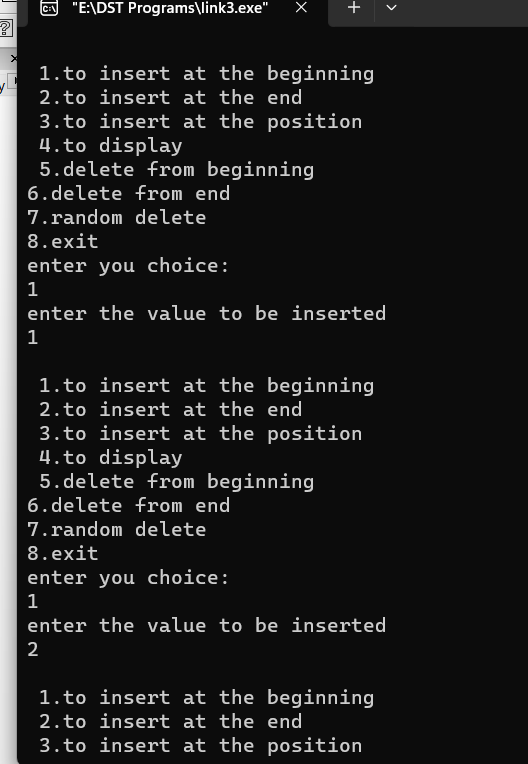 "E:\DST Programs\link3.exe"
1.to insert at the beginning
2.to insert at the end
3.to insert at the position
4.to display
5.delete from beginning
6.delete from end
7.random delete
8.exit
enter you choice:
1
enter the value to be inserted
1
1.to insert at the beginning
2.to insert at the end
3.to insert at the position
4.to display
5.delete from beginning
6.delete from end
7.random delete
8.exit
enter you choice:
1
enter the value to be inserted
2
1.to insert at the beginning
2.to insert at the end
3.to insert at the position